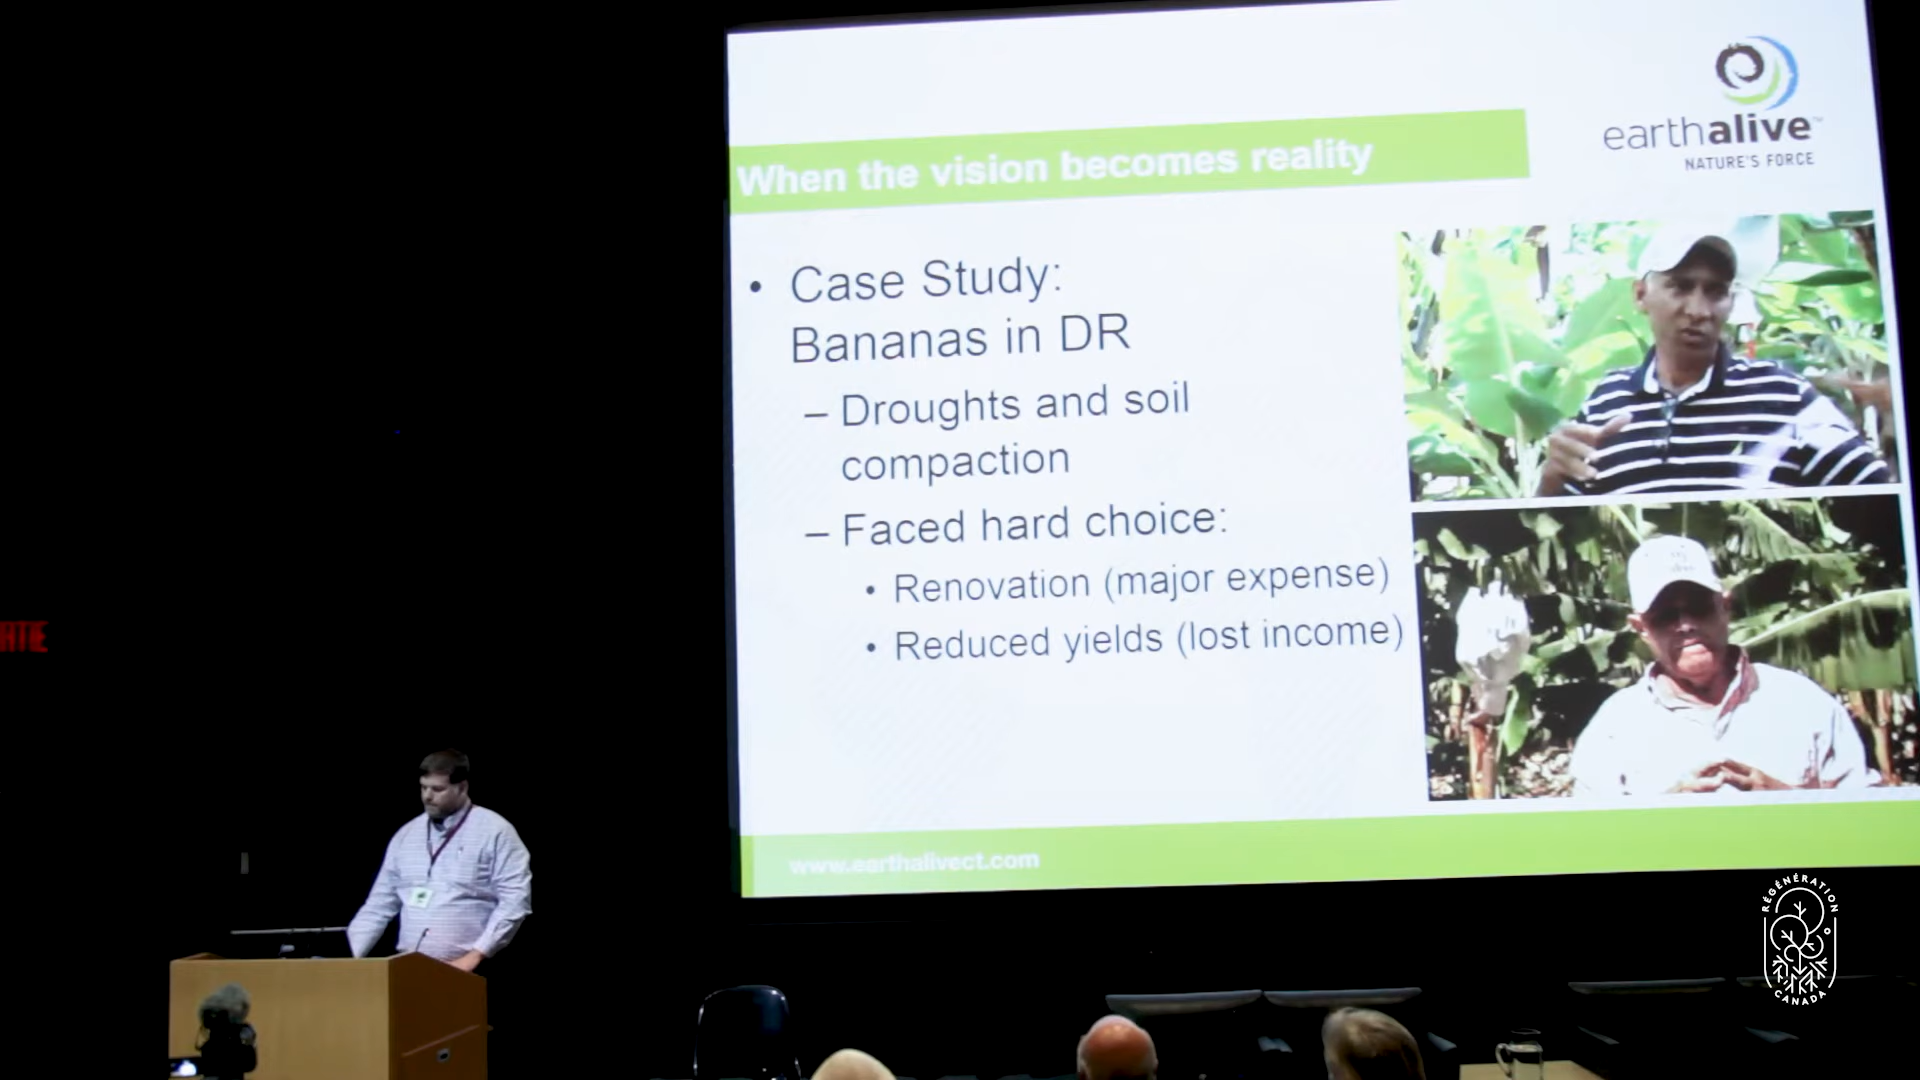 earthalive™
NATURE'S FORCE
When the vision becomes reality
• Case Study:
Bananas in DR
– Droughts and soil
compaction
– Faced hard choice:
• Renovation (major expense)
• Reduced yields (lost income)
www.earthalivect.com
RÉGÉNÉRATION
CANADA